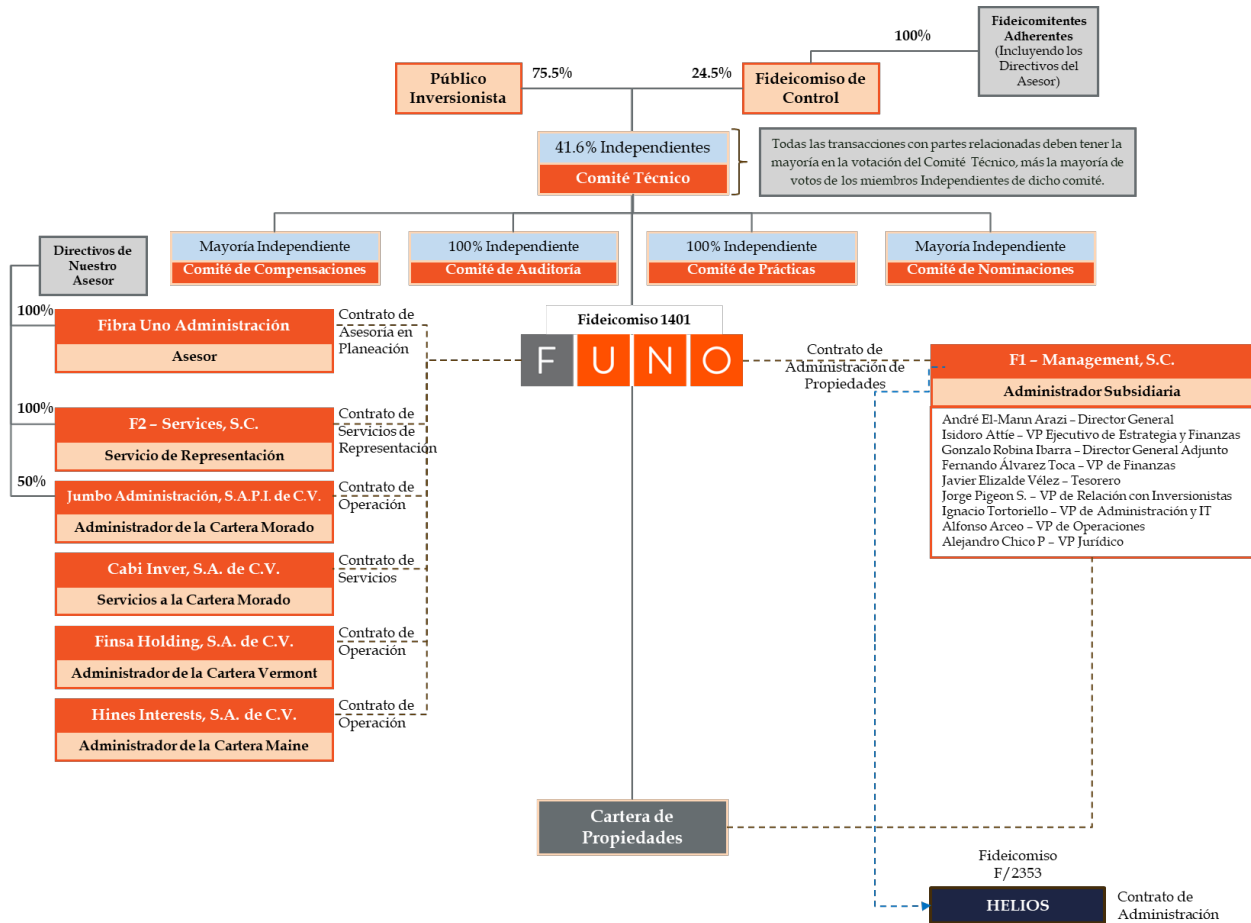 Fideicomitentes
Adherentes
(Incluyendo los
Directivos del
Asesor)
100%
Público
Inversionista
75.5%
24.5%
Fideicomiso de
Control
41.6% Independientes
Comité Técnico
Todas las transacciones con partes relacionadas deben tener la
mayoría en la votación del Comité Técnico, más la mayoría de
votos de los miembros Independientes de dicho comité.
Mayoría Independiente
Comité de Compensaciones
100% Independiente
Comité de Auditoría
100% Independiente
Comité de Prácticas
Mayoría Independiente
Comité de Nominaciones
Directivos de
Nuestro
Asesor
100%
Fibra Uno Administración
Asesor
Contrato de
Asesoría en
Planeación
100%
F2 – Services, S.C.
Servicio de Representación
Contrato de
Servicios de
Representación
50%
Jumbo Administración, S.A.P.I. de C.V.
Administrador de la Cartera Morado
Contrato de
Operación
Cabi Inver, S.A. de C.V.
Servicios a la Cartera Morado
Contrato de
Servicios
Finsa Holding, S.A. de C.V.
Administrador de la Cartera Vermont
Contrato de
Operación
Hines Interests, S.A. de C.V.
Administrador de la Cartera Maine
Contrato de
Operación
Fideicomiso 1401
FUNO
Contrato de
Administración de
Propiedades
F1 – Management, S.C.
Administrador Subsidiaria
André El-Mann Arazi – Director General
Isidoro Attíe – VP Ejecutivo de Estrategia y Finanzas
Gonzalo Robina Ibarra – Director General Adjunto
Fernando Álvarez Toca – VP de Finanzas
Javier Elizalde Vélez – Tesorero
Jorge Pigeon S. – VP de Relación con Inversionistas
Ignacio Tortoriello – VP de Administración y IT
Alfonso Arceo – VP de Operaciones
Alejandro Chico P – VP Jurídico
Cartera de
Propiedades
Fideicomiso
F/2353
HELIOS
Contrato de
Administración